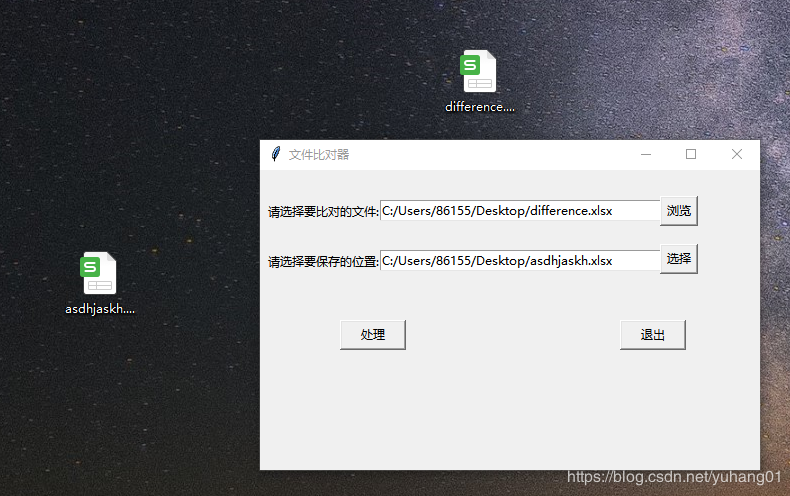 difference....
文件比对器
请选择要比对的文件: C:/Users/86155/Desktop/difference.xlsx 浏览
请选择要保存的位置: C:/Users/86155/Desktop/asdhjaskh.xlsx 选择
asdhjaskh....
处理 退出
https://blog.csdn.net/yuhang01